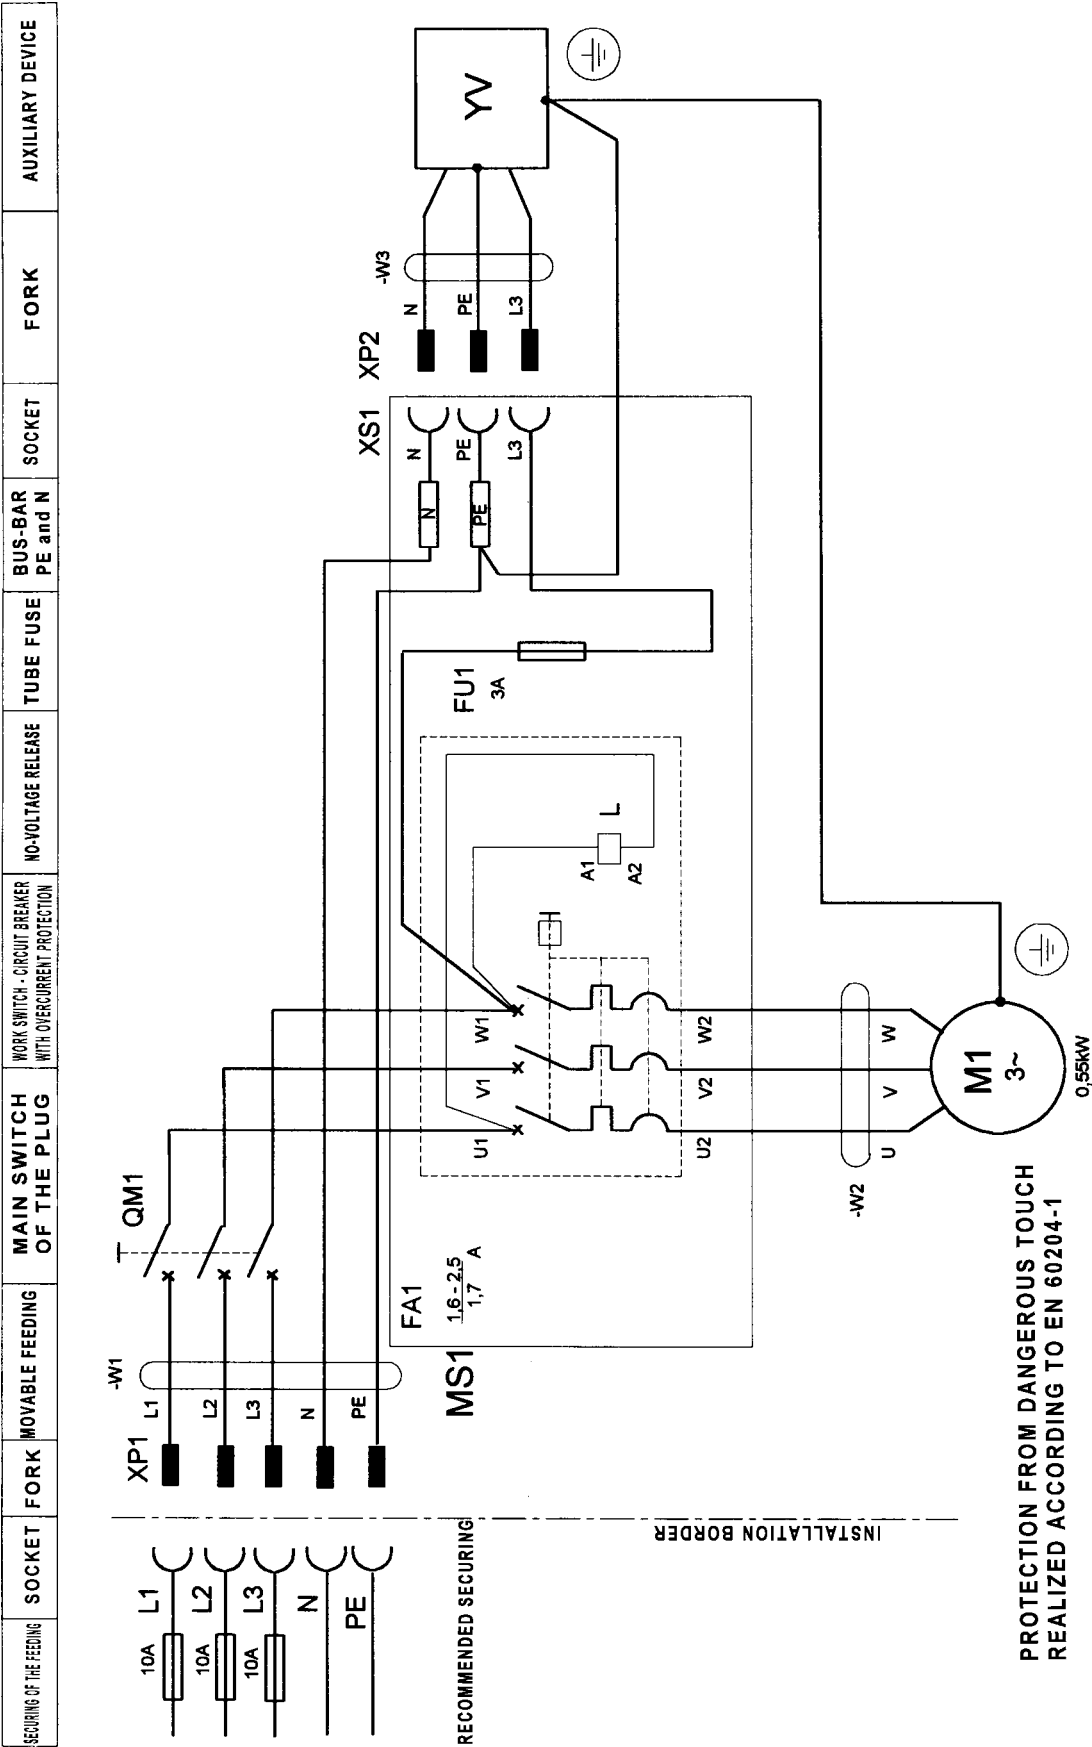 SECURING OF THE FEEDING
SOCKET
FORK
MOVABLE FEEDING
MAIN SWITCH
OF THE PLUG
WORK SWITCH - CIRCUIT BREAKER
WITH OVERCURRENT PROTECTION
NO-VOLTAGE RELEASE
TUBE FUSE
BUS-BAR
PE and N
SOCKET
FORK
AUXILIARY DEVICE
L1
10A
L2
10A
L3
10A
N
PE
RECOMMENDED SECURING
INSTALLATION BORDER
XP1
L1
L2
L3
N
PE
-W1
QM1
MS1
FA1
1,6 - 2,5
1,7
A
U1
V1
W1
U2
V2
W2
A1
A2
L
FU1
3A
N
PE
N
PE
L3
XS1
XP2
N
PE
L3
-W3
YV
-W2
U
V
W
M1
3~
0,55kW
PROTECTION FROM DANGEROUS TOUCH
REALIZED ACCORDING TO EN 60204-1